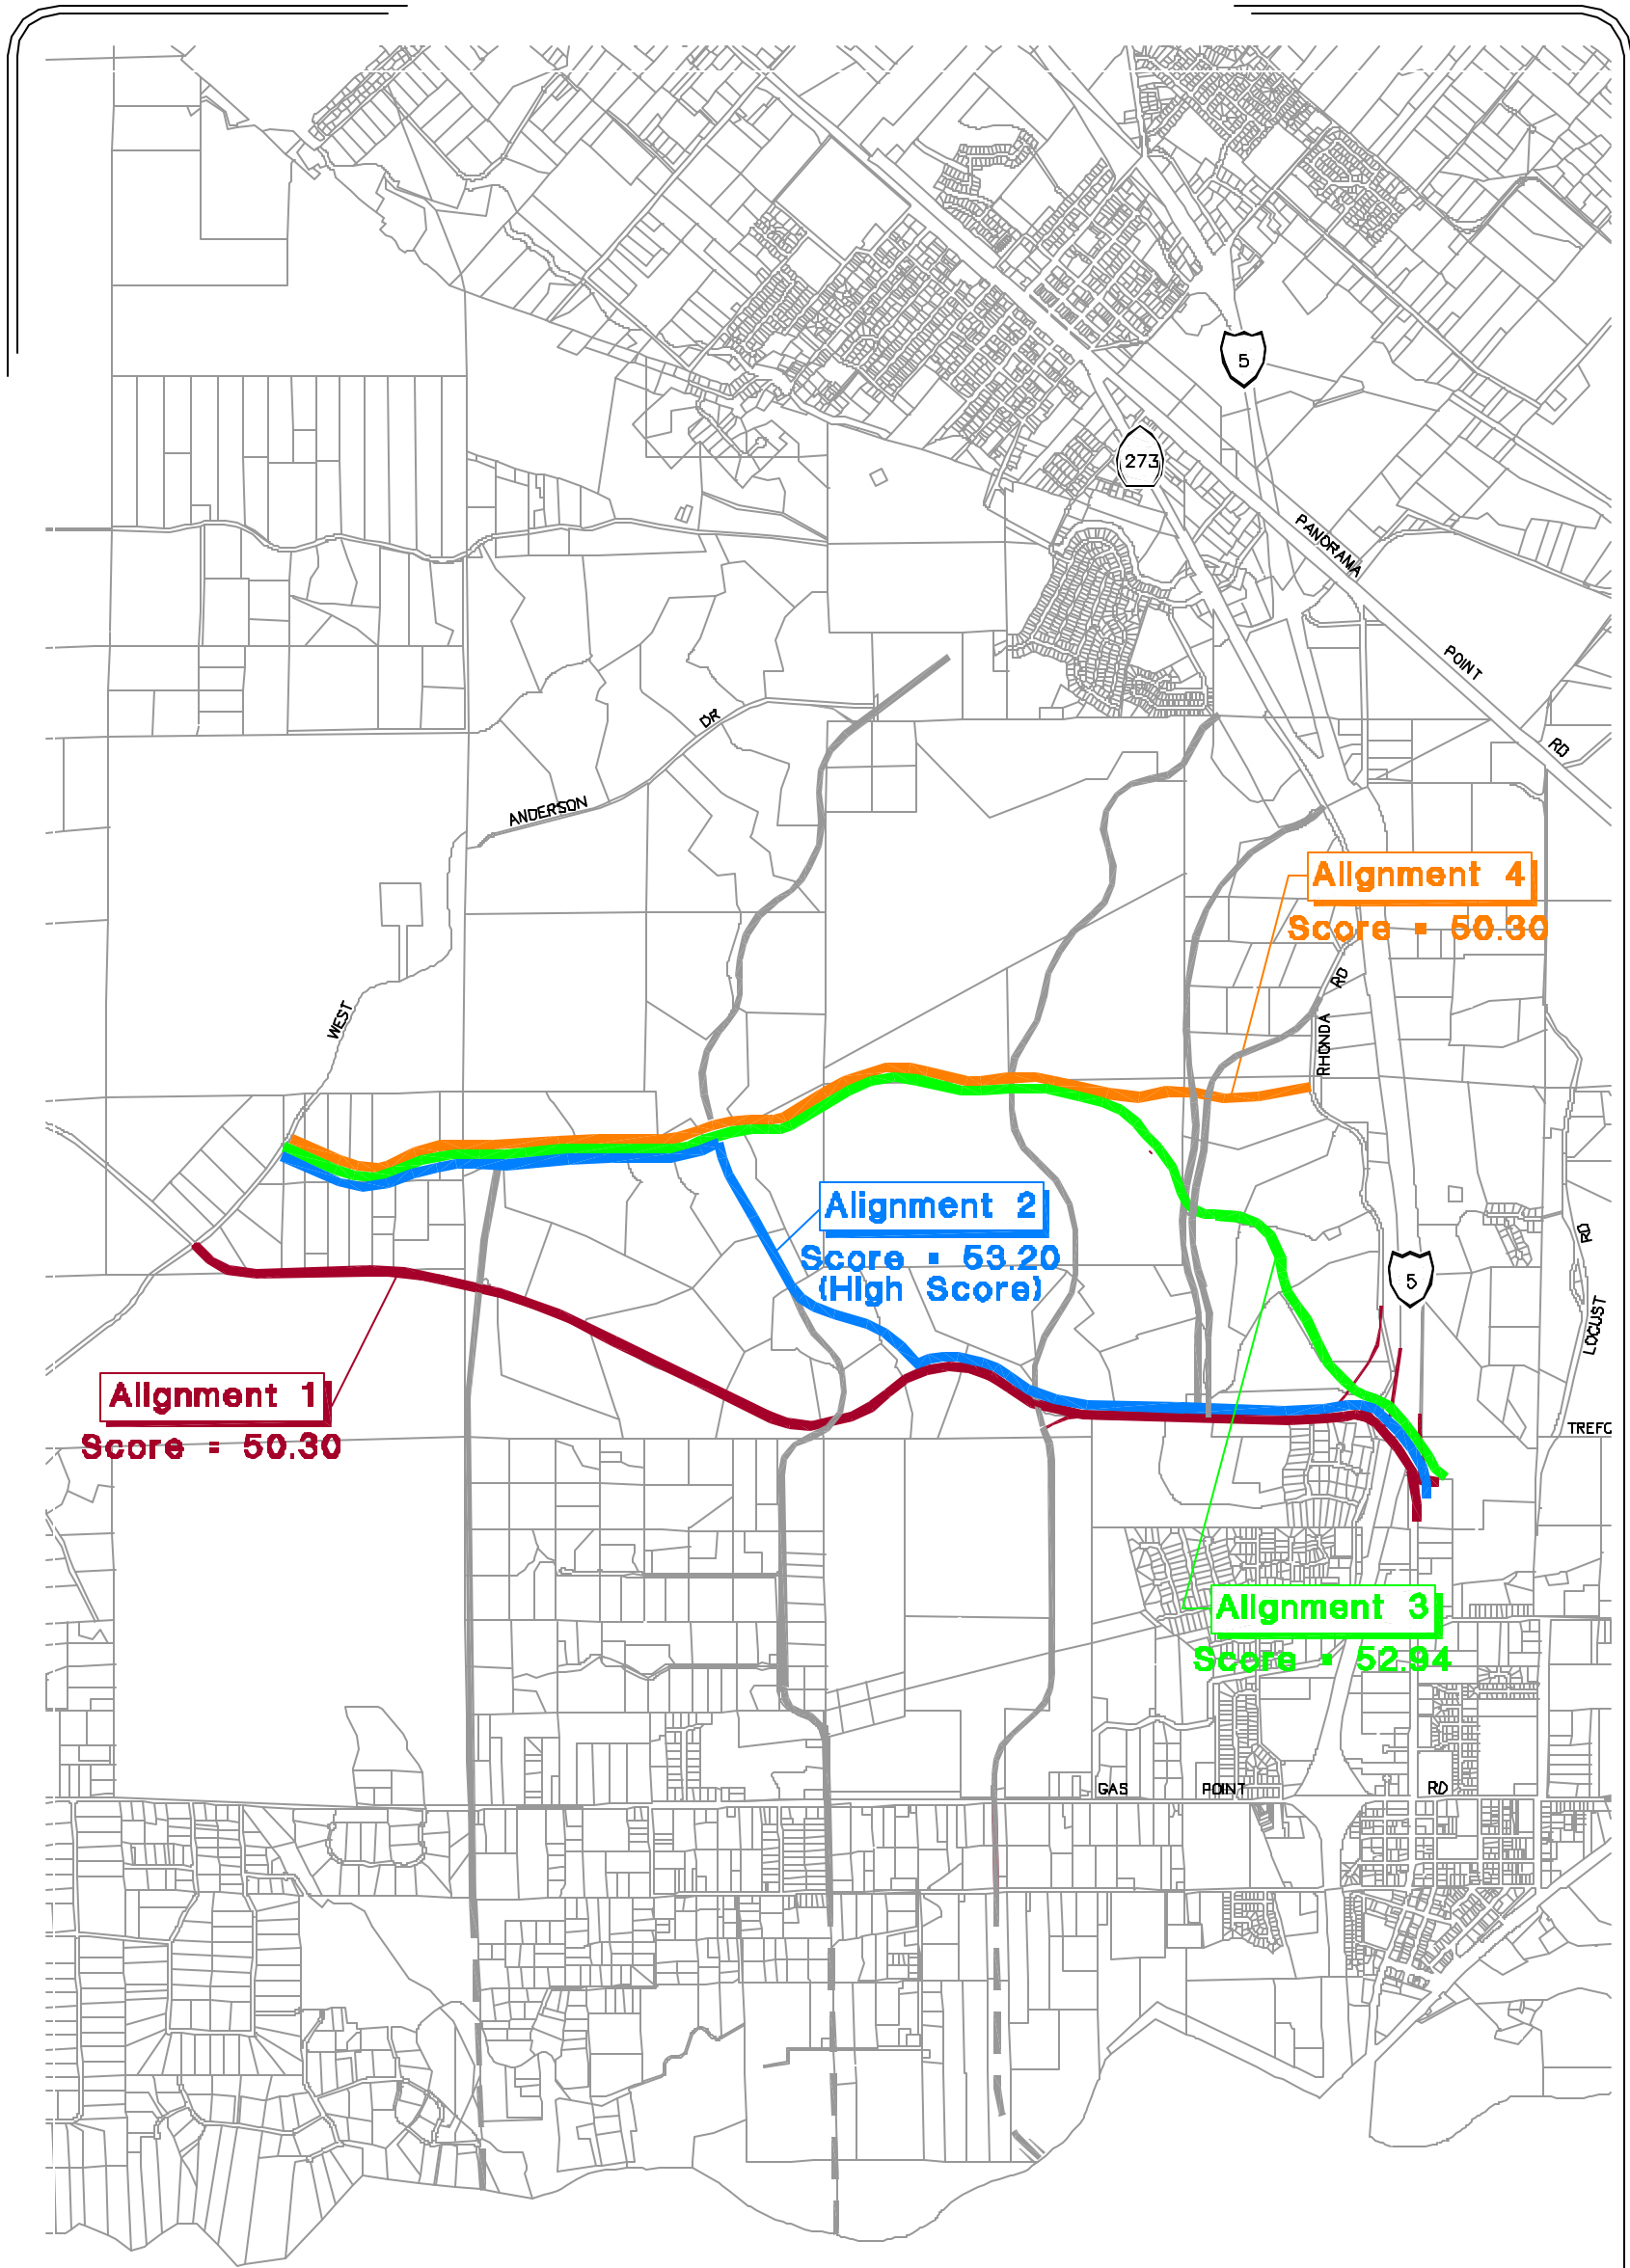 5
273
PANORAMA
POINT
RD
DR
ANDERSON
Alignment 4
Score = 50.30
RD
WEST
RHONDA
Alignment 2
Score = 53.20
(High Score)
RD
5
LOCUST
Alignment 1
Score = 50.30
TREFO
Alignment 3
Score = 52.94
GAS POINT RD